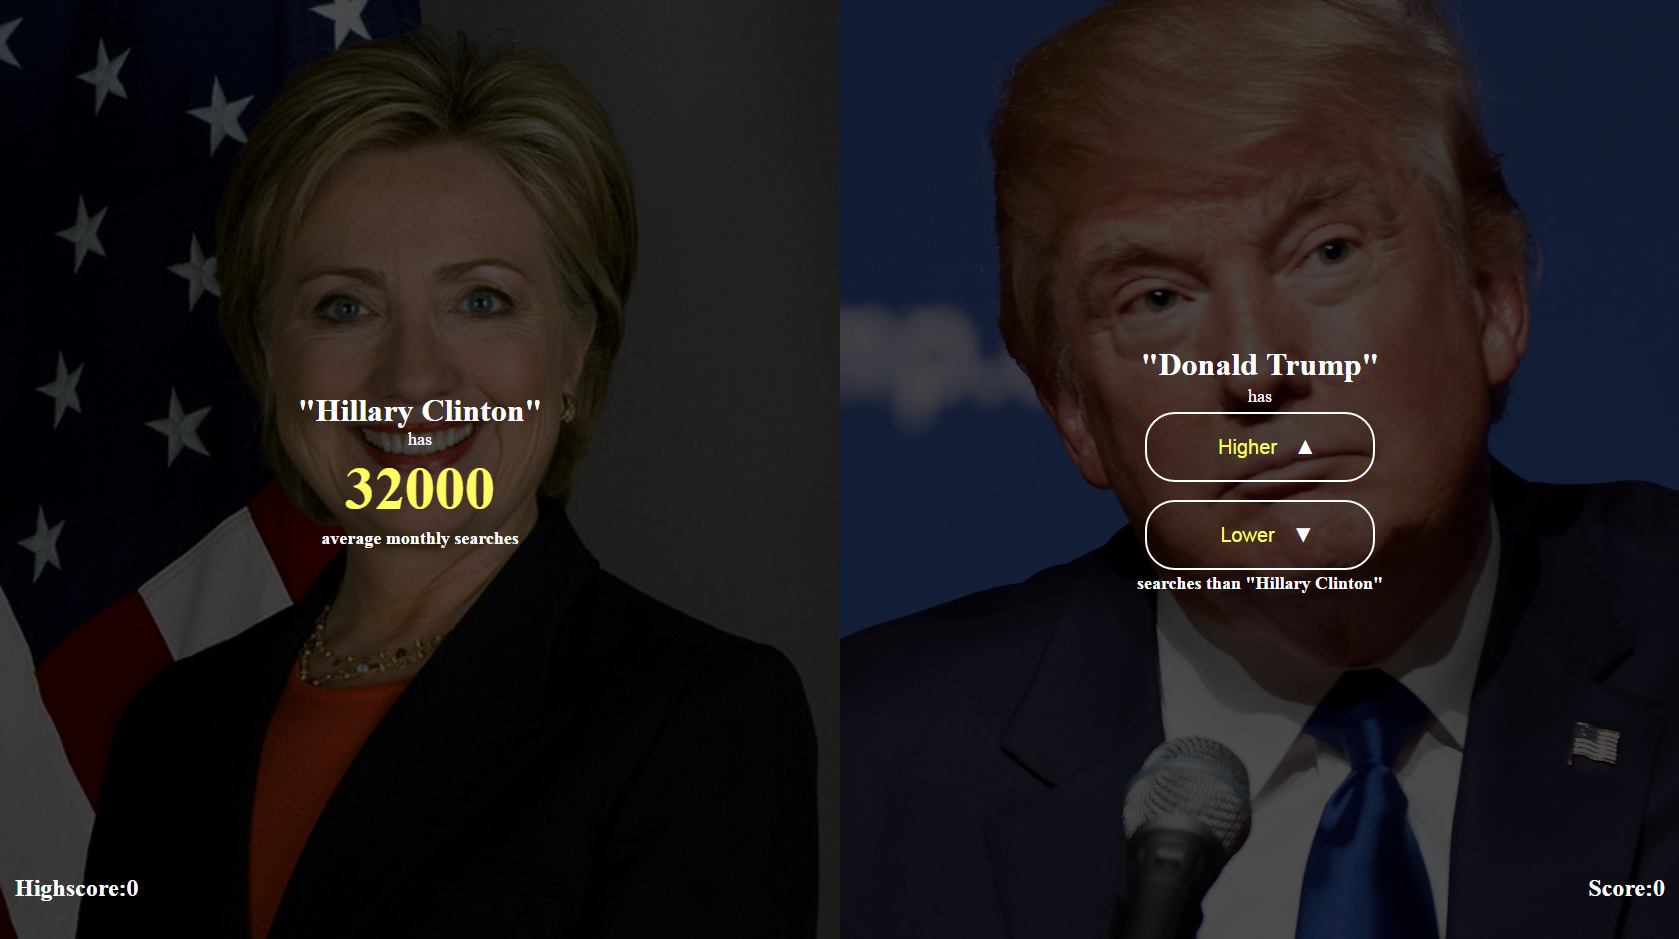 "Hillary Clinton"
has
32000
average monthly searches
"Donald Trump"
has
Higher ▲
Lower ▼
searches than "Hillary Clinton"
Highscore:0
Score:0